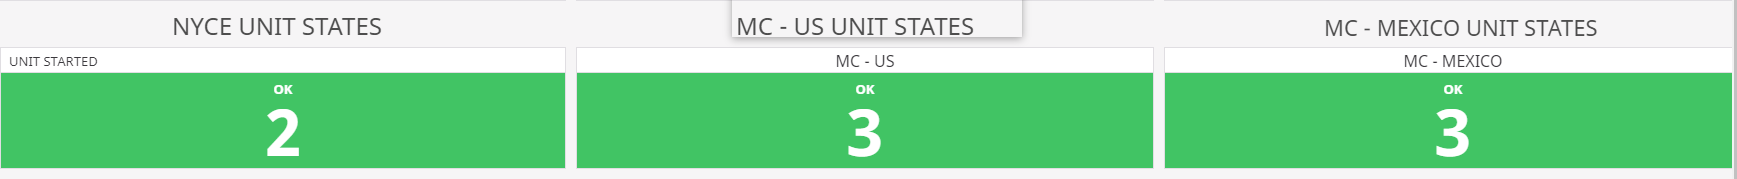 NYCE UNIT STATES
UNIT STARTED
OK
2
MC - US UNIT STATES
MC - US
OK
3
MC - MEXICO UNIT STATES
MC - MEXICO
OK
3